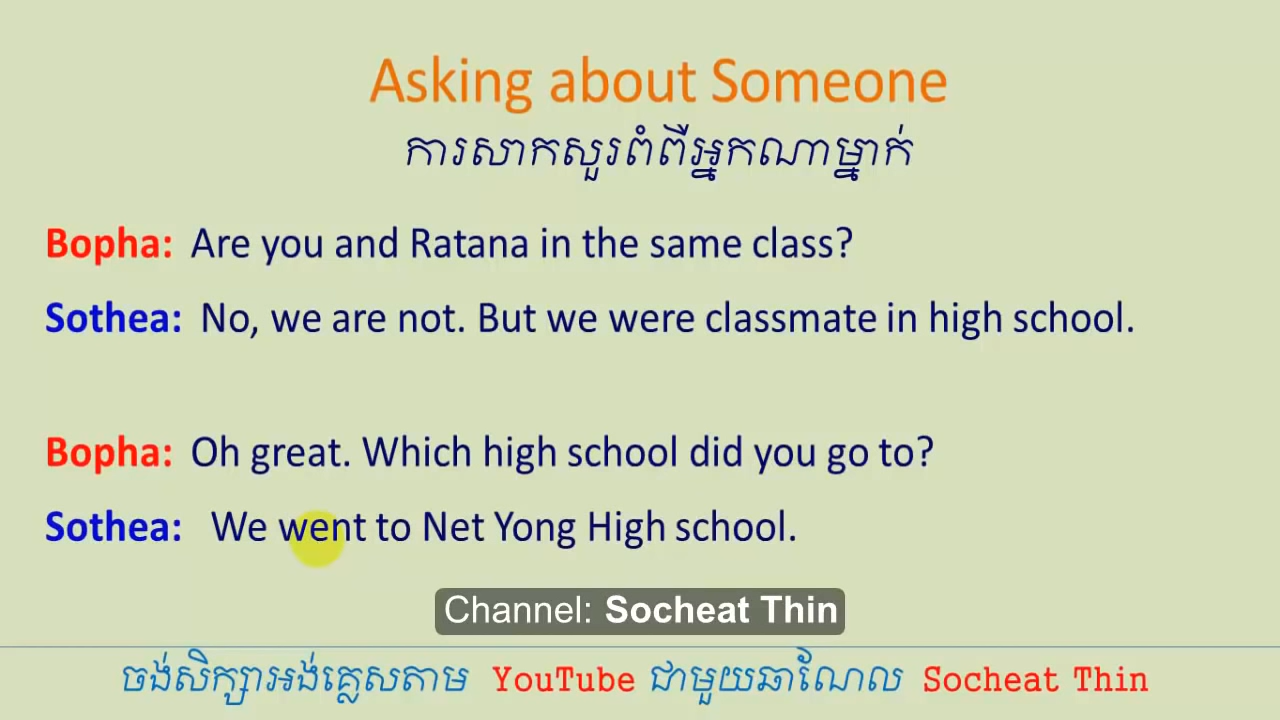 Asking about Someone
ការសាកសួរពំពីអ្នកណាម្នាក់
Bopha: Are you and Ratana in the same class?
Sothea: No, we are not. But we were classmate in high school.
Bopha: Oh great. Which high school did you go to?
Sothea: We went to Net Yong High school.
Channel: Socheat Thin
ចង់សិក្សាអង់គ្លេសតាម YouTube ជាមួយឆាណែល Socheat Thin